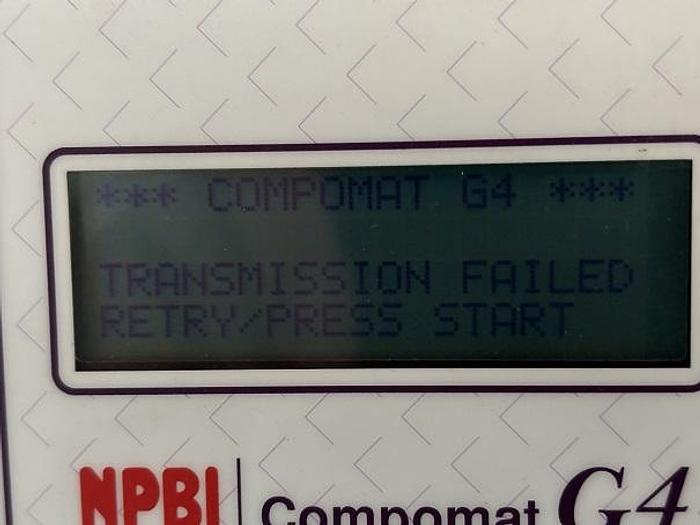 *** COMPOMAT G4 ***
TRANSMISSION FAILED
RETRY/PRESS START
NPBI Compomat G4